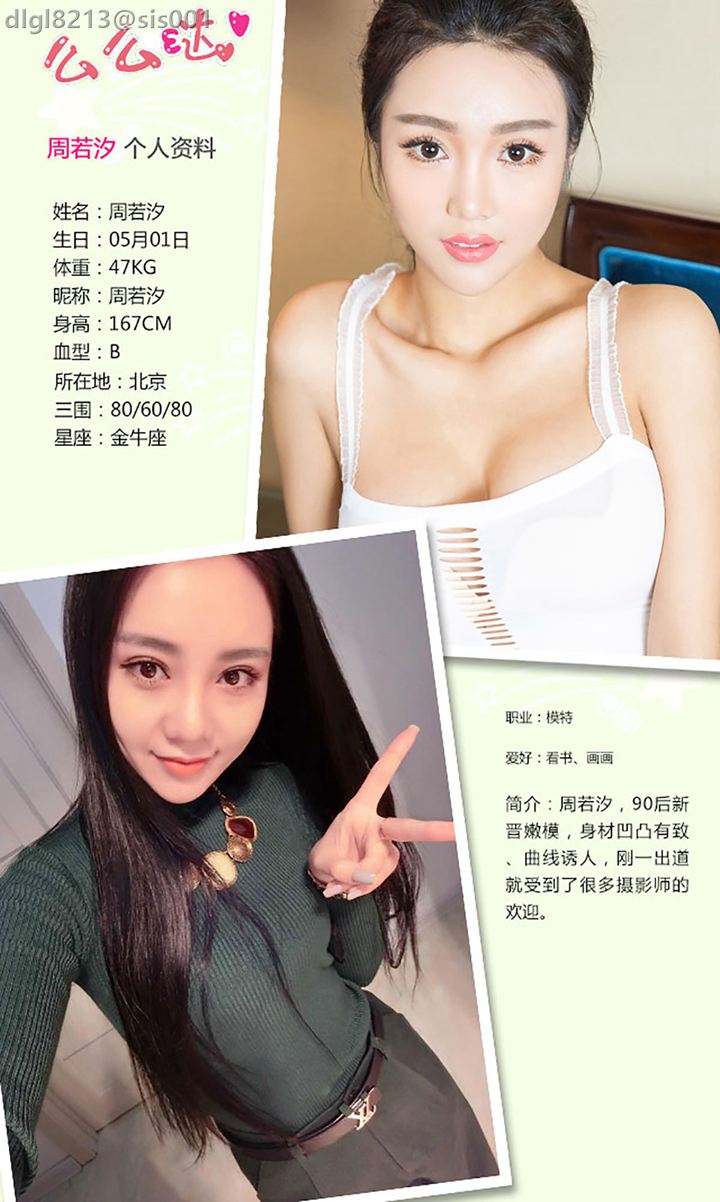 dlgl8213@sis001
么么谜
周若汐 个人资料
姓名：周若汐
生日：05月01日
体重：47KG
昵称：周若汐
身高：167CM
血型：B
所在地：北京
三围：80/60/80
星座：金牛座
职业：模特
爱好：看书、画画
简介：周若汐，90后新
晋嫩模，身材凹凸有致
、曲线诱人，刚一出道
就受到了很多摄影师的
欢迎。